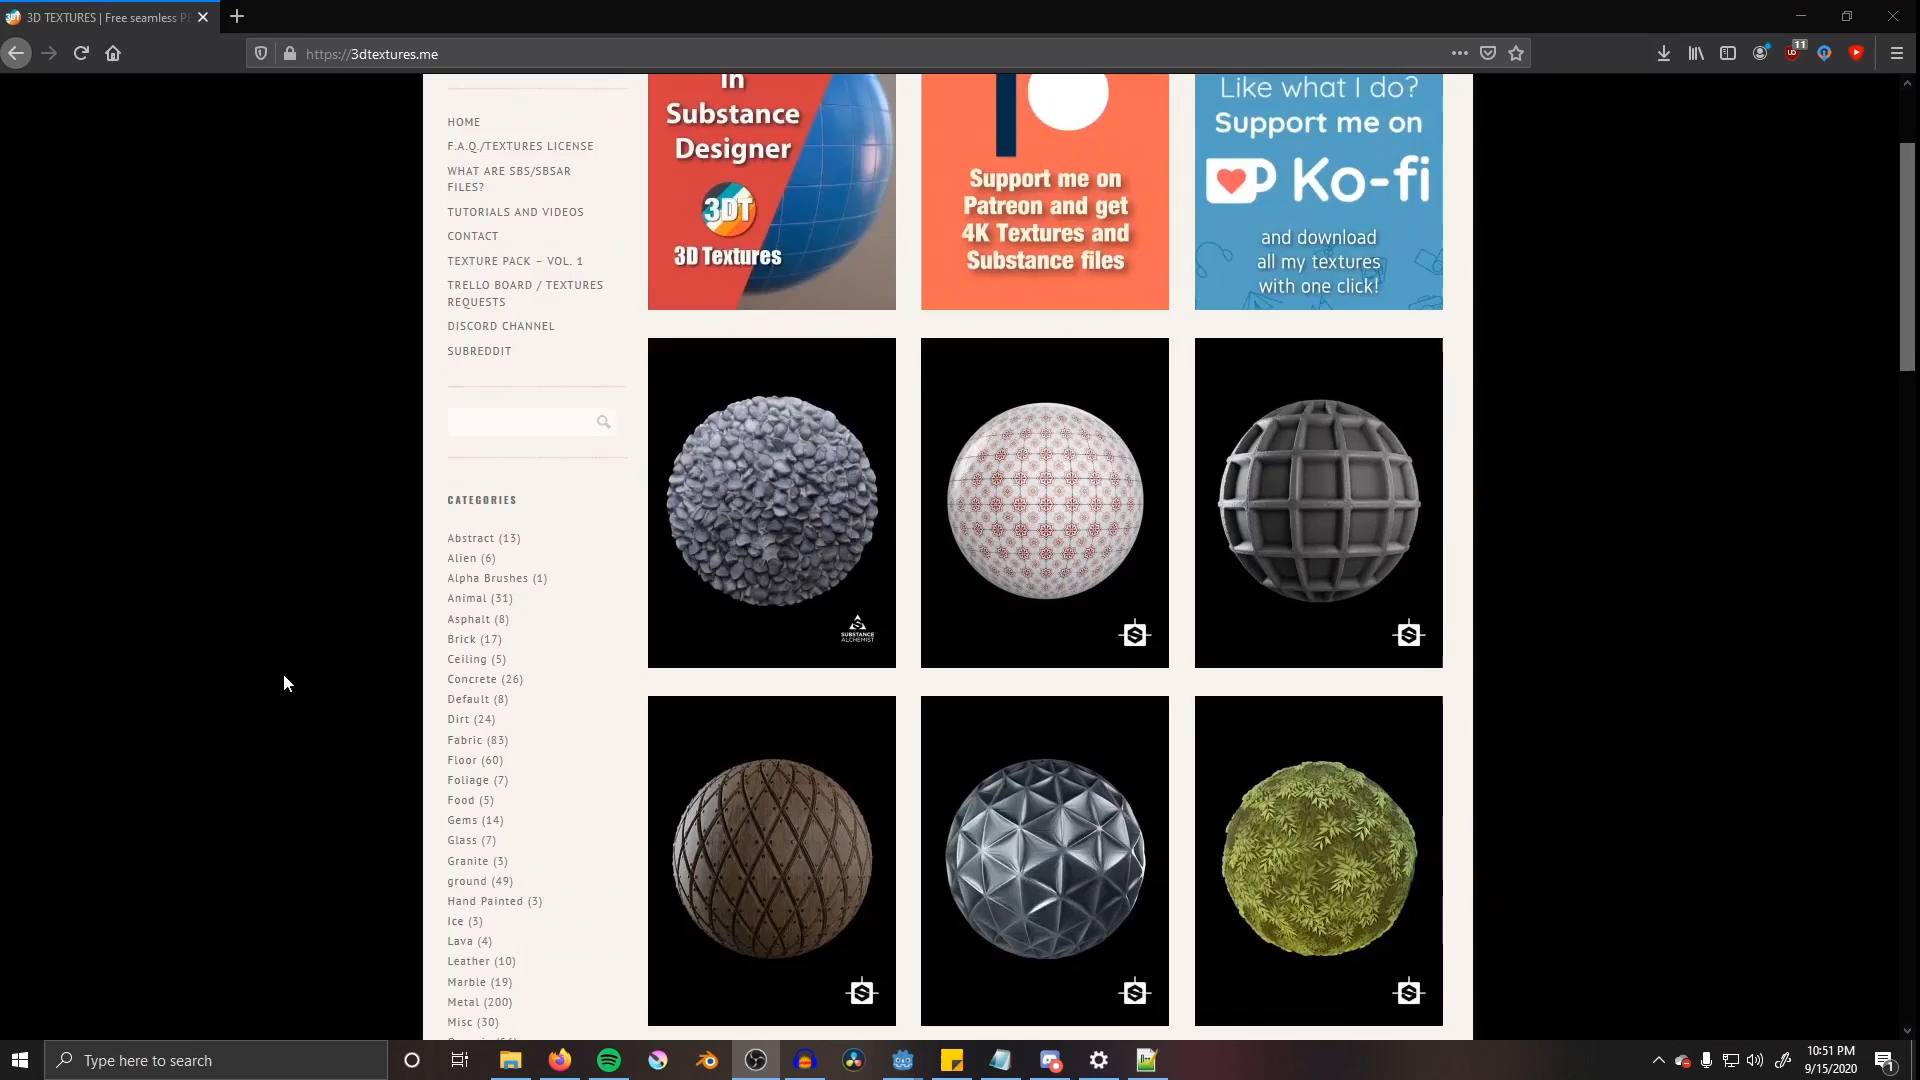 3D TEXTURES | Free seamless P
https://3dtextures.me
11
HOME
F.A.Q./TEXTURES LICENSE
WHAT ARE SBS/SBSAR
FILES?
TUTORIALS AND VIDEOS
CONTACT
TEXTURE PACK – VOL. 1
TRELLO BOARD / TEXTURES
REQUESTS
DISCORD CHANNEL
SUBREDDIT
CATEGORIES
Abstract (13)
Alien (6)
Alpha Brushes (1)
Animal (31)
Asphalt (8)
Brick (17)
Ceiling (5)
Concrete (26)
Default (8)
Dirt (24)
Fabric (83)
Floor (60)
Foliage (7)
Food (5)
Gems (14)
Glass (7)
Granite (3)
ground (49)
Hand Painted (3)
Ice (3)
Lava (4)
Leather (10)
Marble (19)
Metal (200)
Misc (30)
in
Substance
Designer
3DT
3D Textures
Support me on
Patreon and get
4K Textures and
Substance files
Like what I do?
Support me on
Ko-fi
and download
all my textures
with one click!
SUBSTANCE
ALCHEMIST
Type here to search
10:51 PM
9/15/2020
1